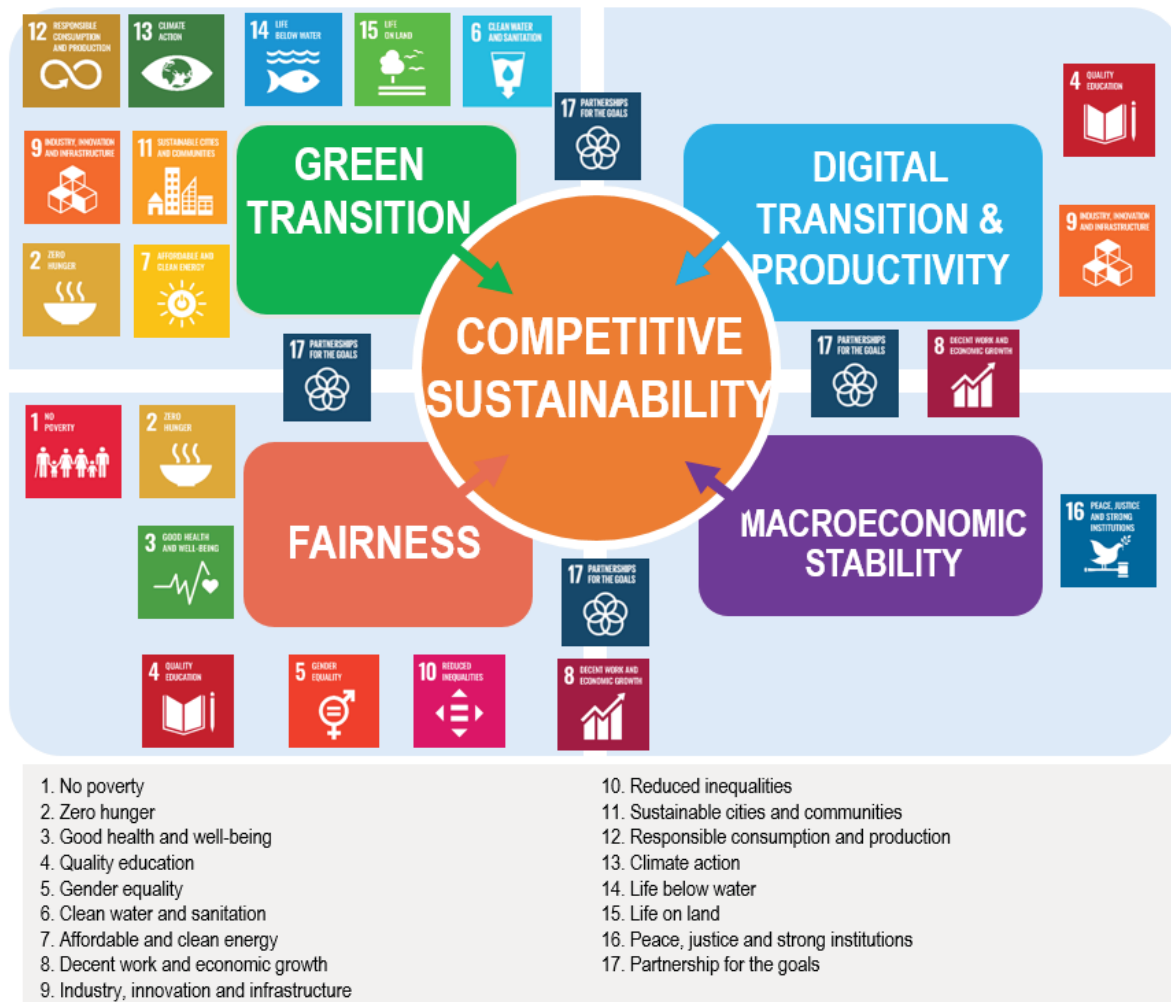 12 RESPONSIBLE
CONSUMPTION
AND PRODUCTION
13 CLIMATE
ACTION
14 LIFE
BELOW WATER
15 LIFE
ON LAND
6 CLEAN WATER
AND SANITATION
17 PARTNERSHIPS
FOR THE GOALS
4 QUALITY
EDUCATION
9 INDUSTRY, INNOVATION
AND INFRASTRUCTURE
11 SUSTAINABLE CITIES
AND COMMUNITIES
GREEN
TRANSITION
DIGITAL
TRANSITION &
PRODUCTIVITY
9 INDUSTRY, INNOVATION
AND INFRASTRUCTURE
2 ZERO
HUNGER
7 AFFORDABLE AND
CLEAN ENERGY
17 PARTNERSHIPS
FOR THE GOALS
COMPETITIVE
SUSTAINABILITY
17 PARTNERSHIPS
FOR THE GOALS
8 DECENT WORK AND
ECONOMIC GROWTH
1 NO
POVERTY
2 ZERO
HUNGER
3 GOOD HEALTH
AND WELL-BEING
FAIRNESS
MACROECONOMIC
STABILITY
16 PEACE, JUSTICE
AND STRONG
INSTITUTIONS
17 PARTNERSHIPS
FOR THE GOALS
4 QUALITY
EDUCATION
5 GENDER
EQUALITY
10 REDUCED
INEQUALITIES
8 DECENT WORK AND
ECONOMIC GROWTH
1. No poverty
2. Zero hunger
3. Good health and well-being
4. Quality education
5. Gender equality
6. Clean water and sanitation
7. Affordable and clean energy
8. Decent work and economic growth
9. Industry, innovation and infrastructure
10. Reduced inequalities
11. Sustainable cities and communities
12. Responsible consumption and production
13. Climate action
14. Life below water
15. Life on land
16. Peace, justice and strong institutions
17. Partnership for the goals